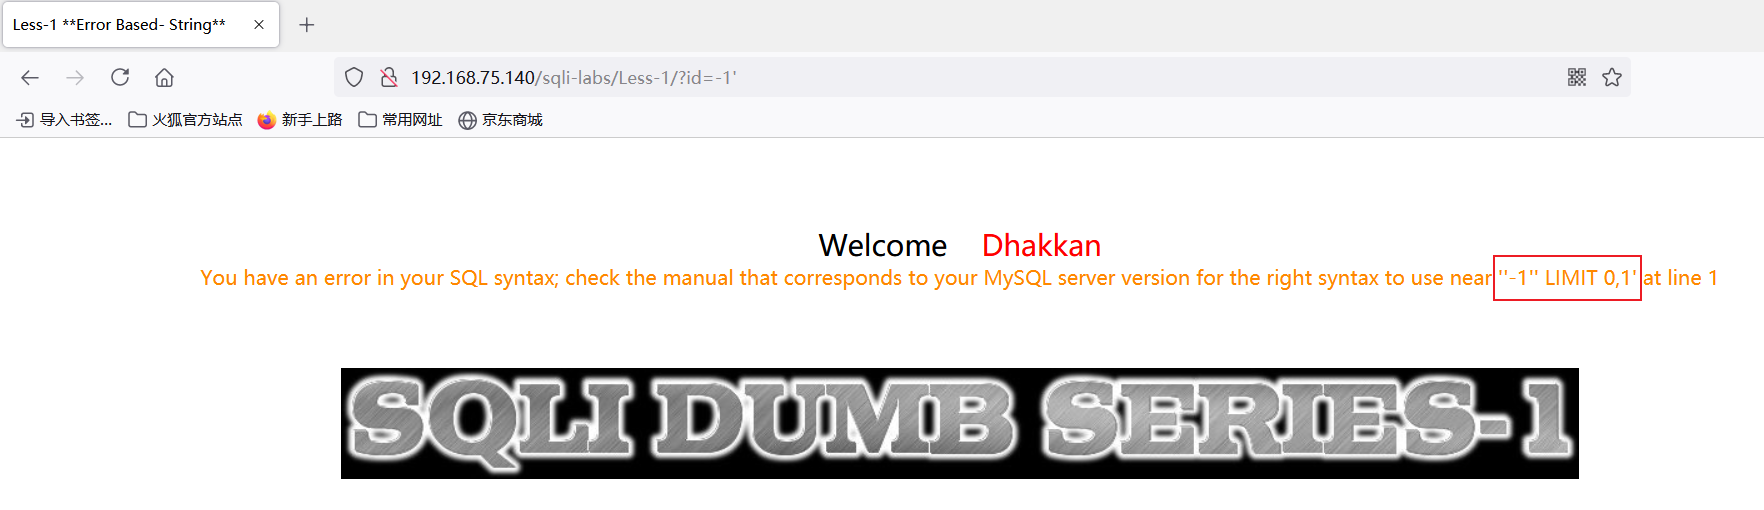 Less-1 **Error Based- String**
192.168.75.140/sqli-labs/Less-1/?id=-1'
导入书签... 火狐官方站点 新手上路 常用网址 京东商城
Welcome Dhakkan
You have an error in your SQL syntax; check the manual that corresponds to your MySQL server version for the right syntax to use near ''-1'' LIMIT 0,1' at line 1
SQLI DUMB SERIES-1